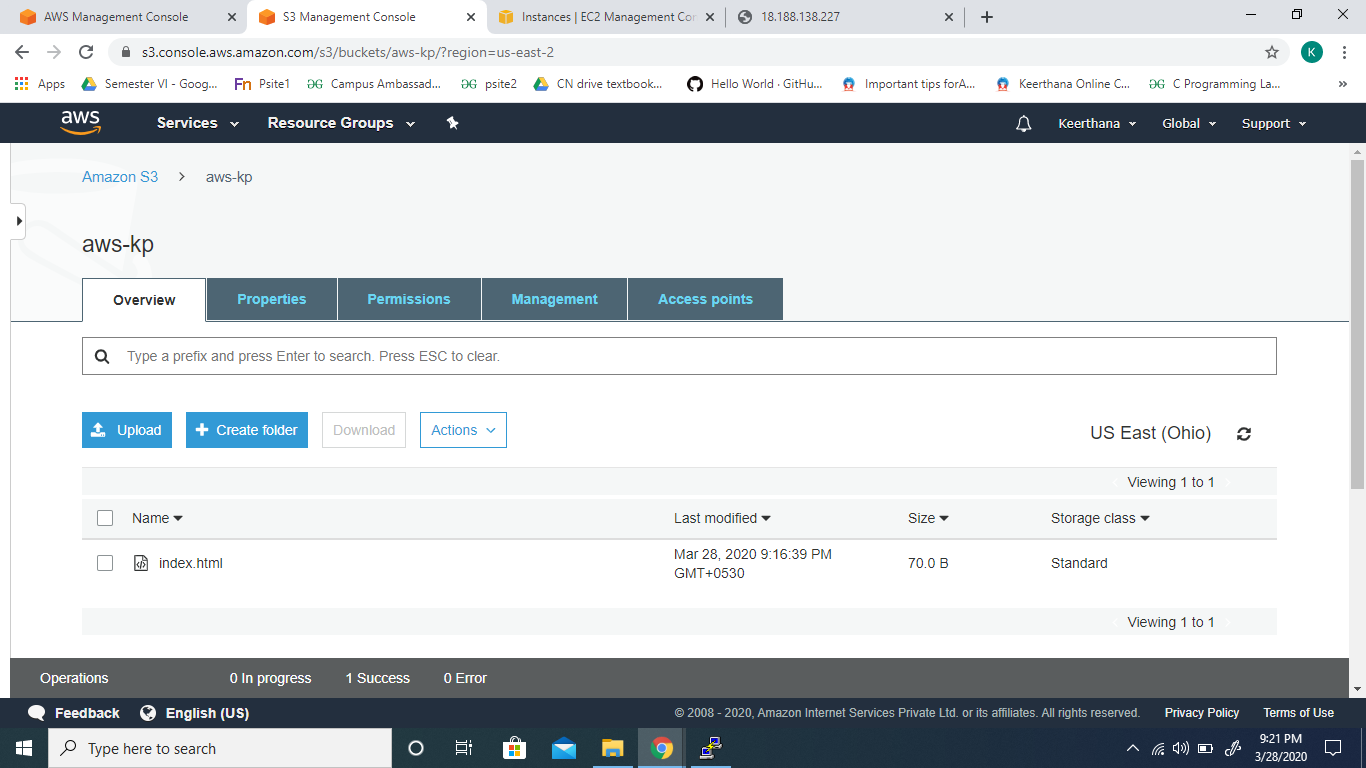 AWS Management Console
S3 Management Console
Instances | EC2 Management Cor
18.188.138.227
s3.console.aws.amazon.com/s3/buckets/aws-kp/?region=us-east-2
K
Apps
Semester VI - Goog...
Psite1
Campus Ambassad...
psite2
CN drive textbook...
Hello World · GitHu...
Important tips forA...
Keerthana Online C...
C Programming La...
»
aws
Services
Resource Groups
Keerthana
Global
Support
Amazon S3 > aws-kp
aws-kp
Overview
Properties
Permissions
Management
Access points
Type a prefix and press Enter to search. Press ESC to clear.
Upload
+ Create folder
Download
Actions
US East (Ohio)
Viewing 1 to 1
Name
Last modified
Size
Storage class
index.html
Mar 28, 2020 9:16:39 PM
GMT+0530
70.0 B
Standard
Viewing 1 to 1
Operations
0 In progress
1 Success
0 Error
Feedback
English (US)
© 2008 - 2020, Amazon Internet Services Private Ltd. or its affiliates. All rights reserved.
Privacy Policy
Terms of Use
Type here to search
9:21 PM
3/28/2020